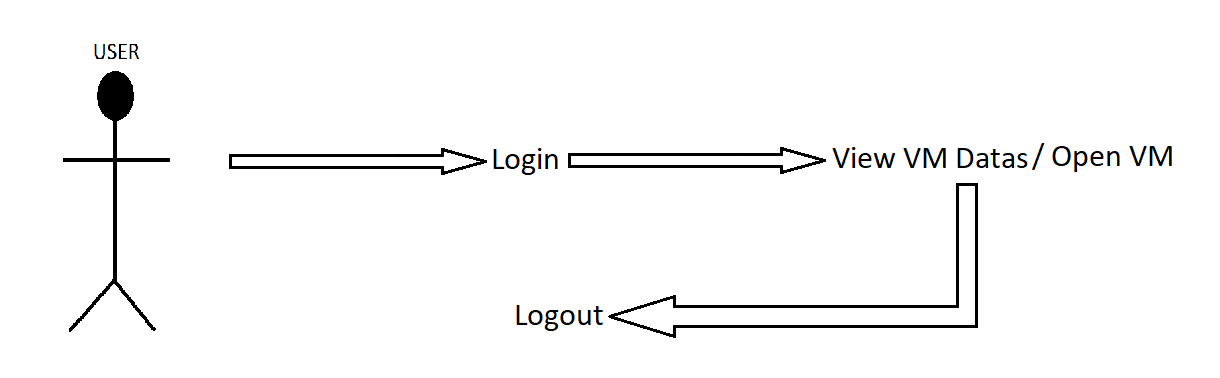 USER
Login
View VM Datas / Open VM
Logout